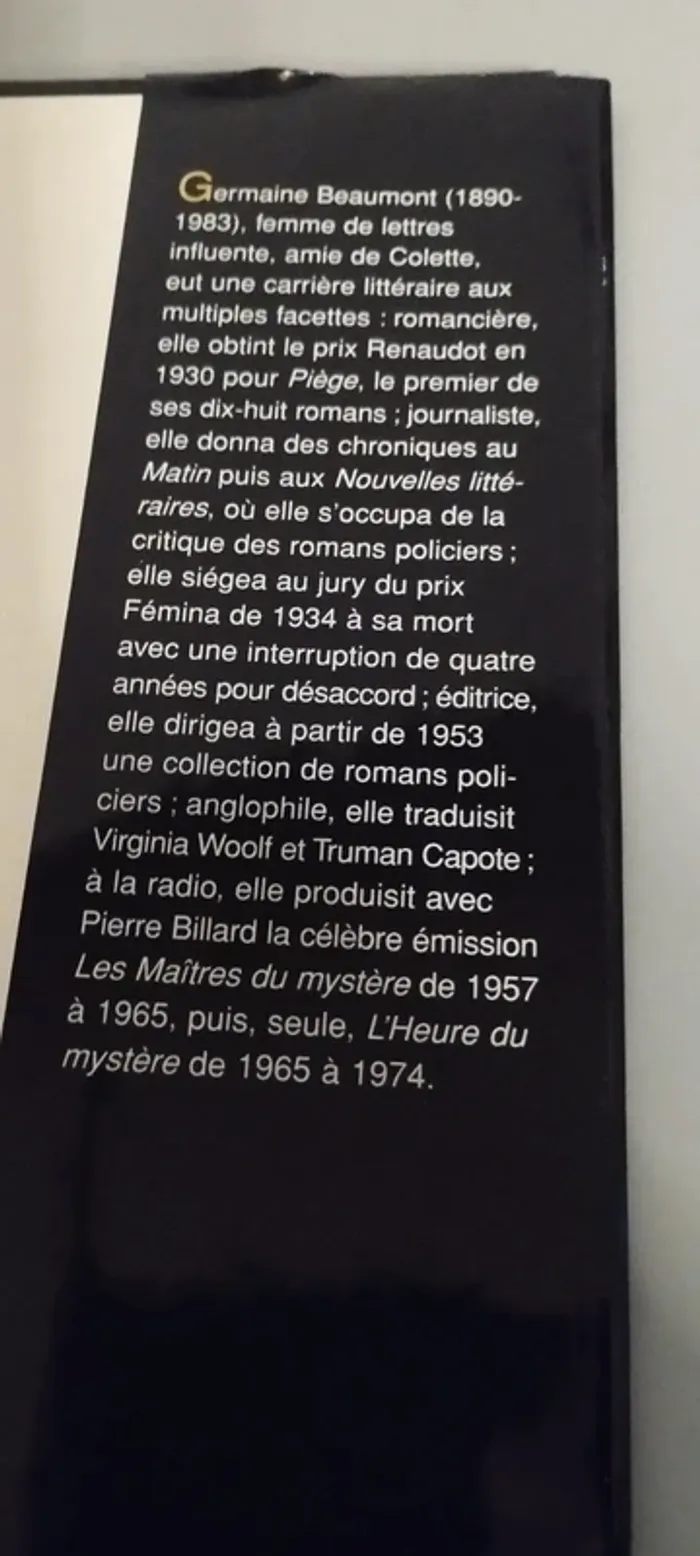 Germaine Beaumont (1890-
1983), femme de lettres
influente, amie de Colette,
eut une carrière littéraire aux
multiples facettes : romancière,
elle obtint le prix Renaudot en
1930 pour Piège, le premier de
ses dix-huit romans ; journaliste,
elle donna des chroniques au
Matin puis aux Nouvelles litté-
raires, où elle s'occupa de la
critique des romans policiers ;
elle siégea au jury du prix
Fémina de 1934 à sa mort
avec une interruption de quatre
années pour désaccord ; éditrice,
elle dirigea à partir de 1953
une collection de romans poli-
ciers ; anglophile, elle traduisit
Virginia Woolf et Truman Capote ;
à la radio, elle produisit avec
Pierre Billard la célèbre émission
Les Maîtres du mystère de 1957
à 1965, puis, seule, L'Heure du
mystère de 1965 à 1974.